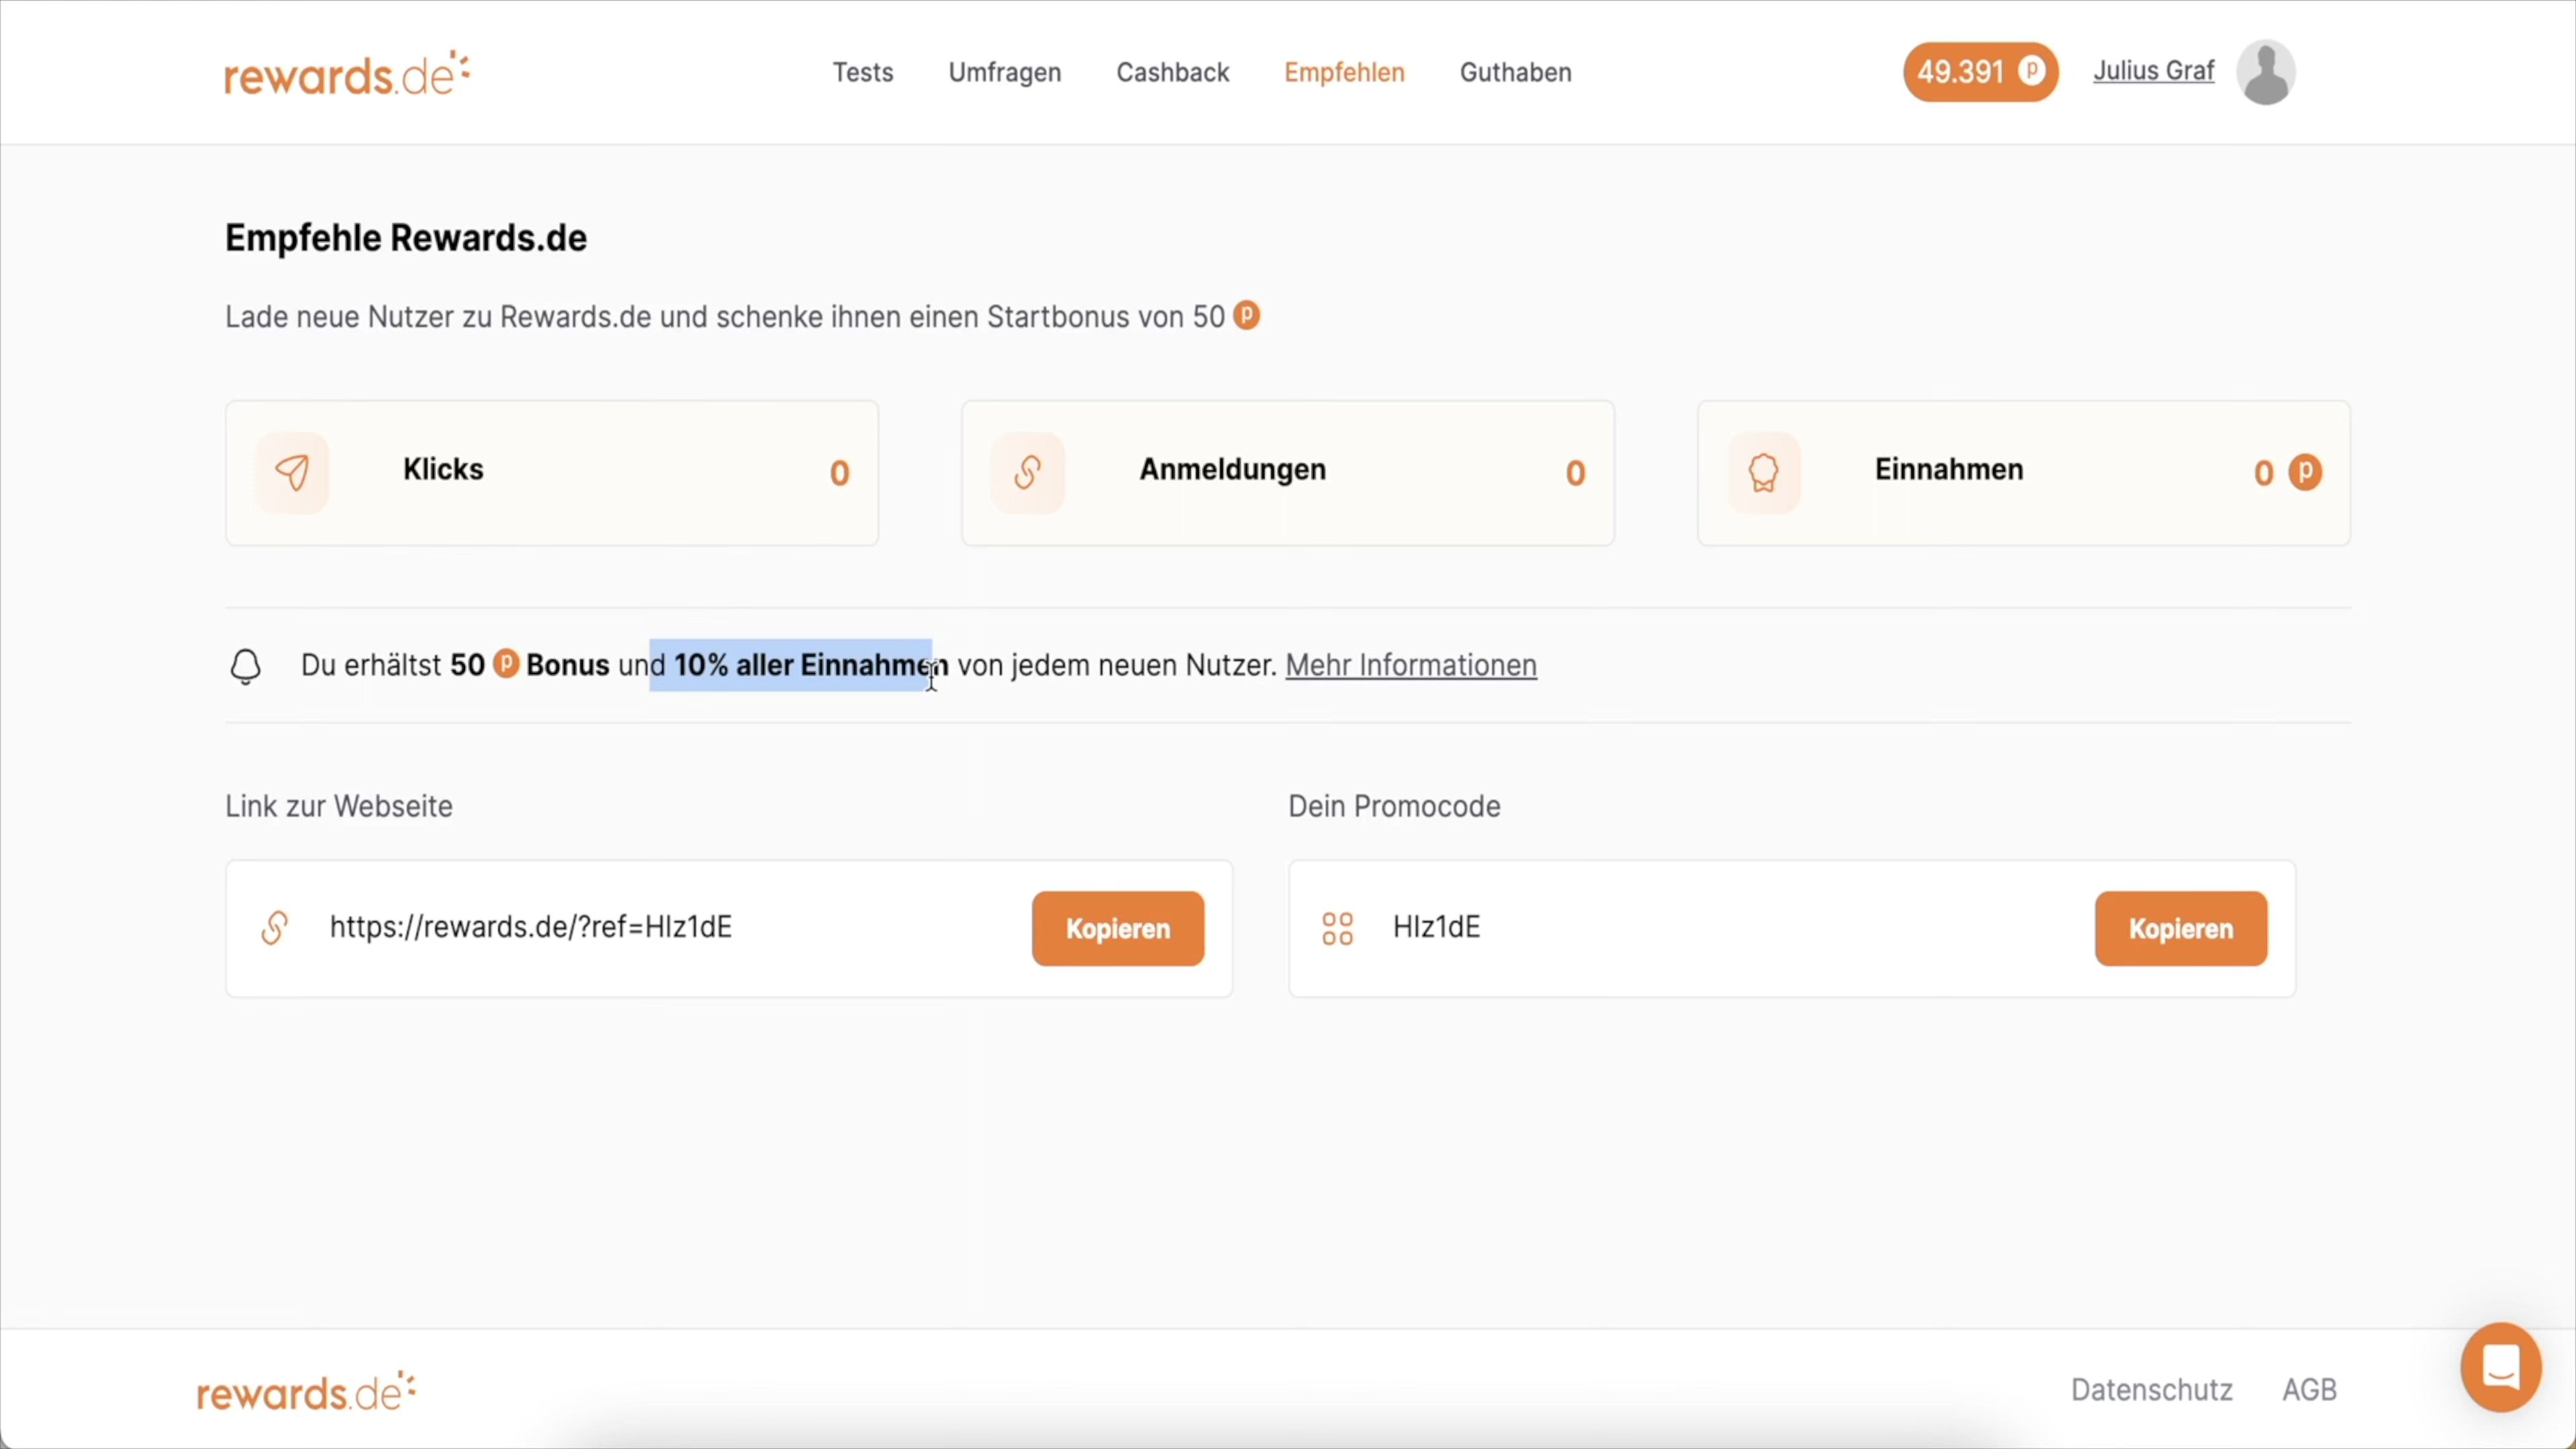 rewards.de
Tests Umfragen Cashback Empfehlen Guthaben
49.391 p Julius Graf
Empfehle Rewards.de
Lade neue Nutzer zu Rewards.de und schenke ihnen einen Startbonus von 50 p
Klicks 0
Anmeldungen 0
Einnahmen 0 p
Du erhältst 50 p Bonus und 10% aller Einnahmen von jedem neuen Nutzer. Mehr Informationen
Link zur Webseite
https://rewards.de/?ref=HIz1dE Kopieren
Dein Promocode
HIz1dE Kopieren
rewards.de
Datenschutz AGB